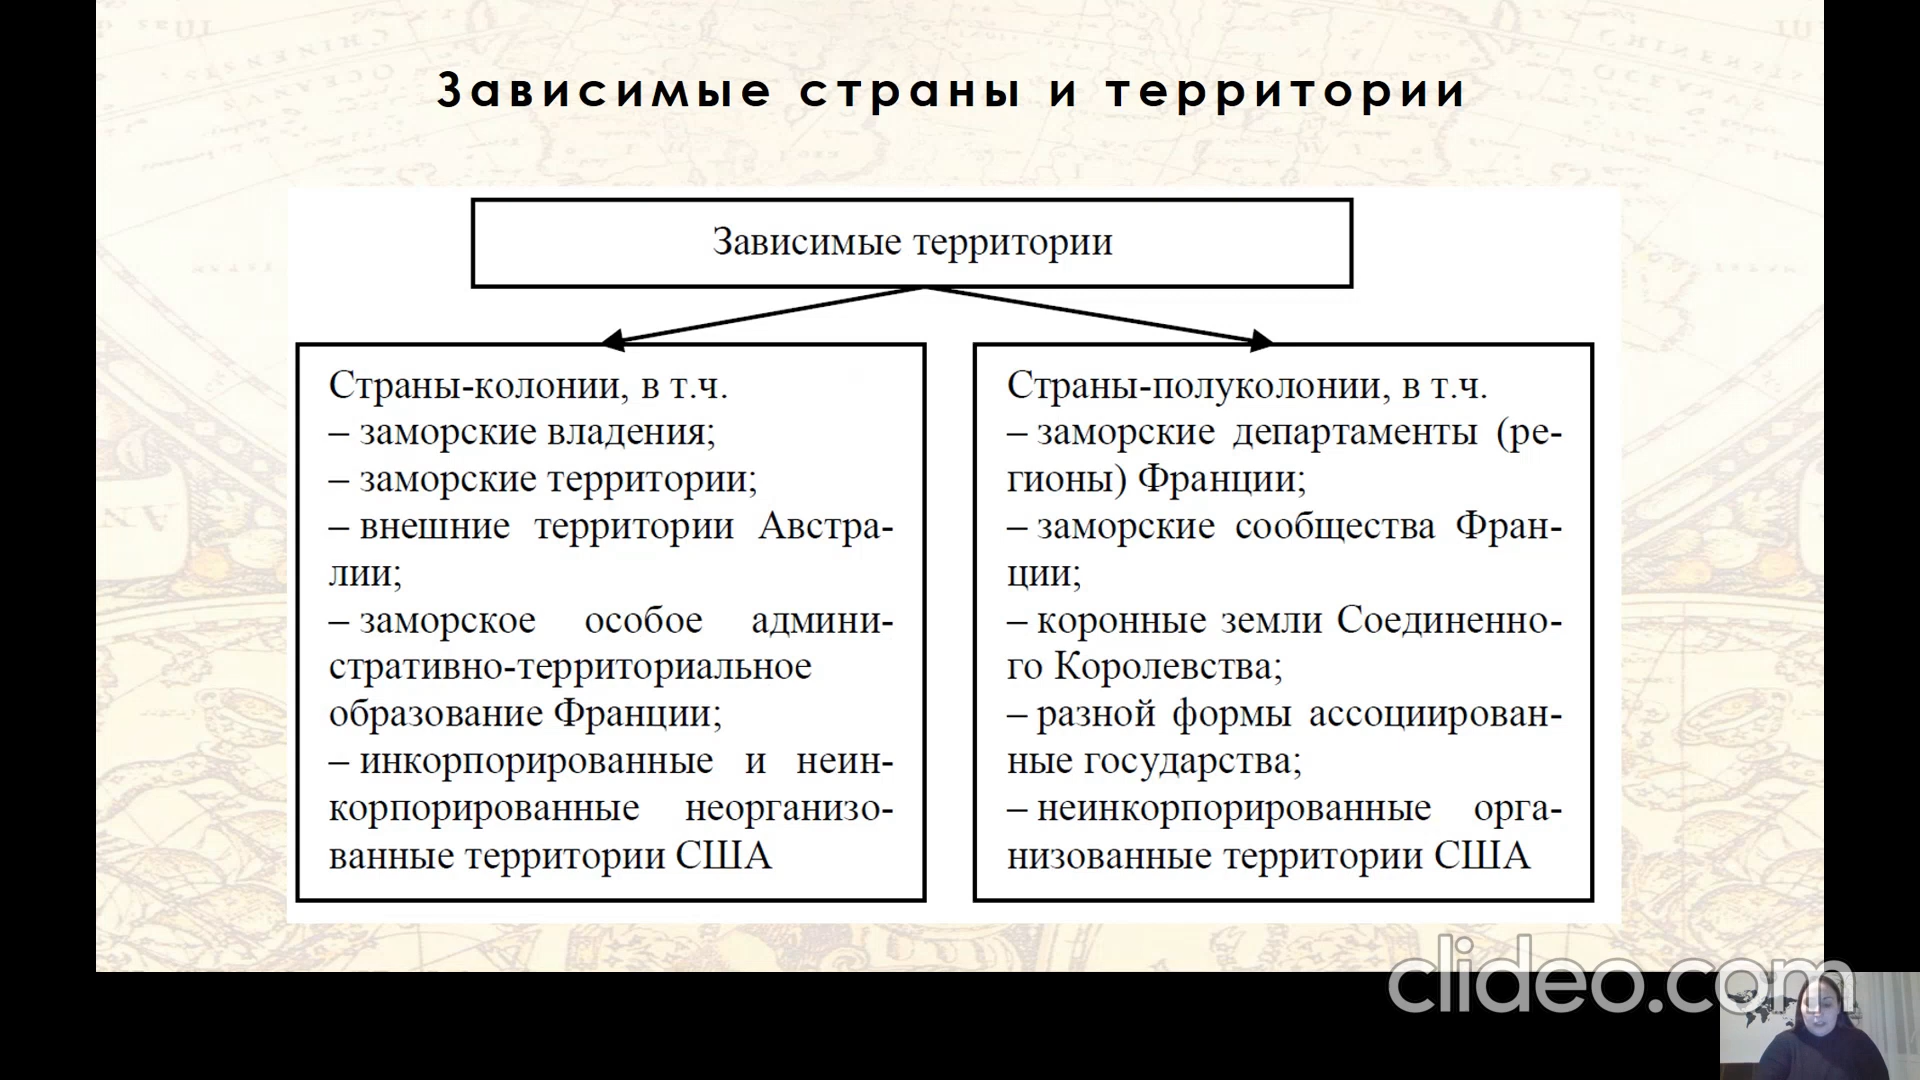 Зависимые страны и территории
Зависимые территории
Страны-колонии, в т.ч.
– заморские владения;
– заморские территории;
– внешние территории Австра-
лии;
– заморское особое админи-
стративно-территориальное
образование Франции;
– инкорпорированные и неин-
корпорированные неорганизо-
ванные территории США
Страны-полуколонии, в т.ч.
– заморские департаменты (ре-
гионы) Франции;
– заморские сообщества Фран-
ции;
– коронные земли Соединенно-
го Королевства;
– разной формы ассоциирован-
ные государства;
– неинкорпорированные орга-
низованные территории США
clideo.com